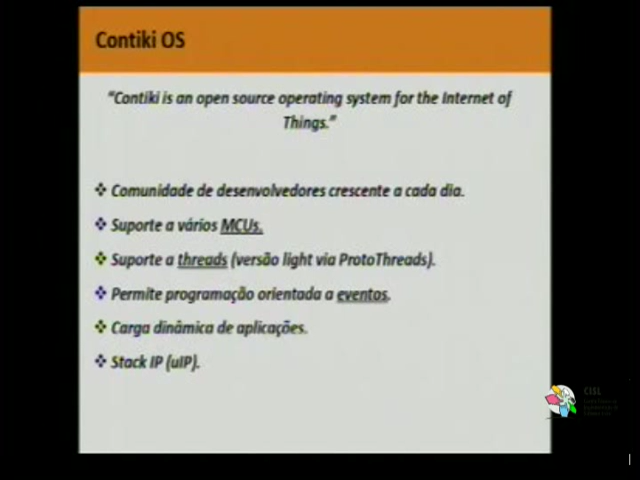 Contiki OS
"Contiki is an open source operating system for the Internet of
Things."
Comunidade de desenvolvedores crescente a cada dia.
Suporte a vários MCUs.
Suporte a threads (versão light via ProtoThreads).
Permite programação orientada a eventos.
Carga dinâmica de aplicações.
Stack IP (uIP).
CISL